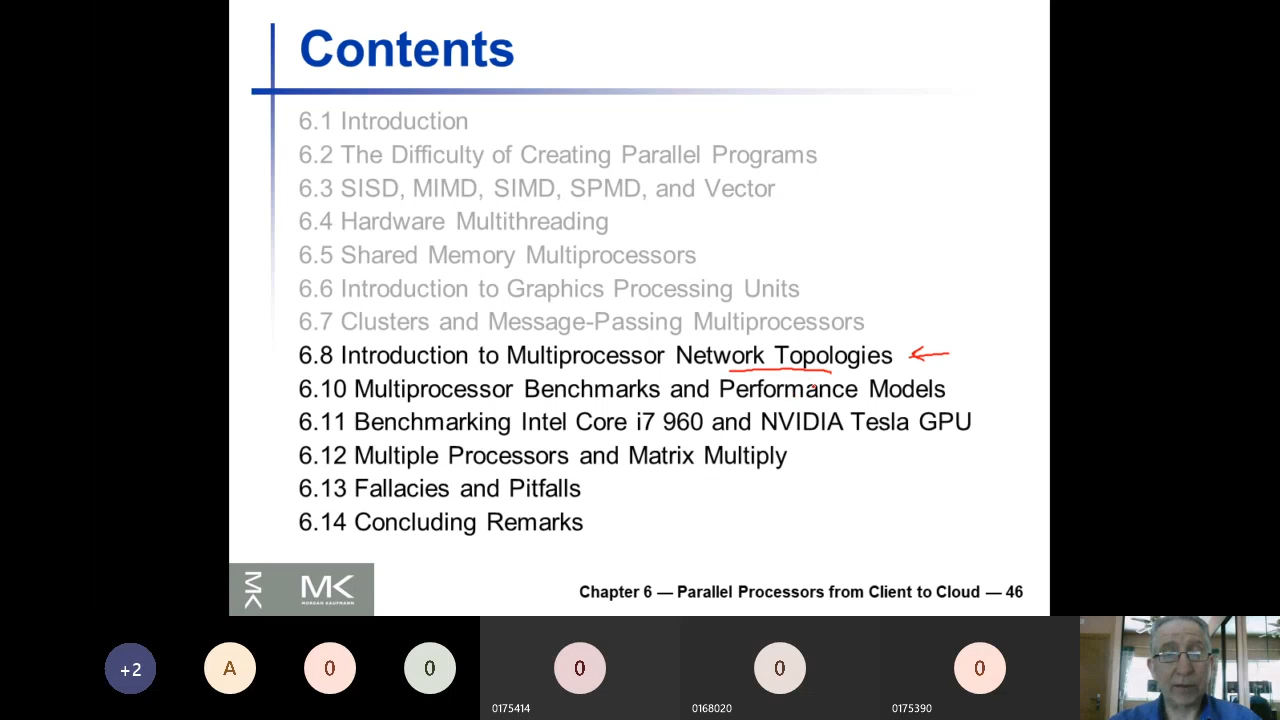 Contents
6.1 Introduction
6.2 The Difficulty of Creating Parallel Programs
6.3 SISD, MIMD, SIMD, SPMD, and Vector
6.4 Hardware Multithreading
6.5 Shared Memory Multiprocessors
6.6 Introduction to Graphics Processing Units
6.7 Clusters and Message-Passing Multiprocessors
6.8 Introduction to Multiprocessor Network Topologies
6.10 Multiprocessor Benchmarks and Performance Models
6.11 Benchmarking Intel Core i7 960 and NVIDIA Tesla GPU
6.12 Multiple Processors and Matrix Multiply
6.13 Fallacies and Pitfalls
6.14 Concluding Remarks
MK
MK
MORGAN KAUFMANN
Chapter 6 — Parallel Processors from Client to Cloud — 46
+2
A
0
0
0
0
0
0175414
0168020
0175390